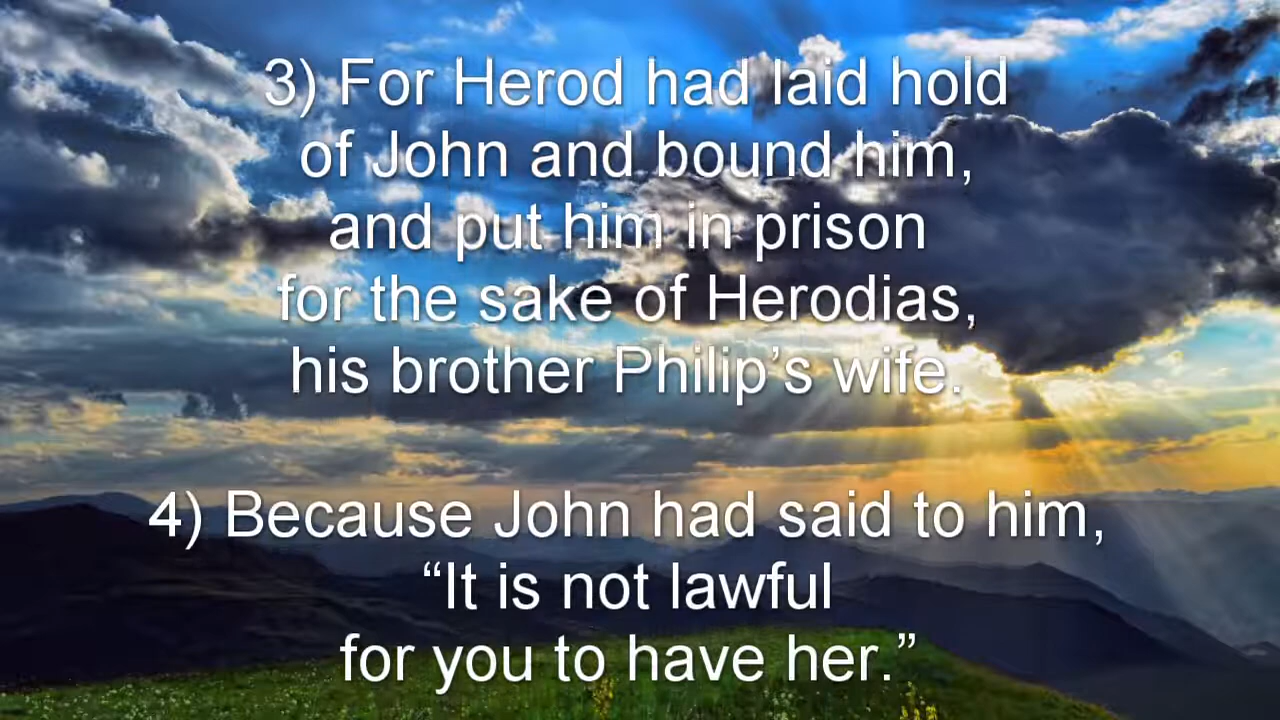 3) For Herod had laid hold
of John and bound him,
and put him in prison
for the sake of Herodias,
his brother Philip’s wife.
4) Because John had said to him,
“It is not lawful
for you to have her.”